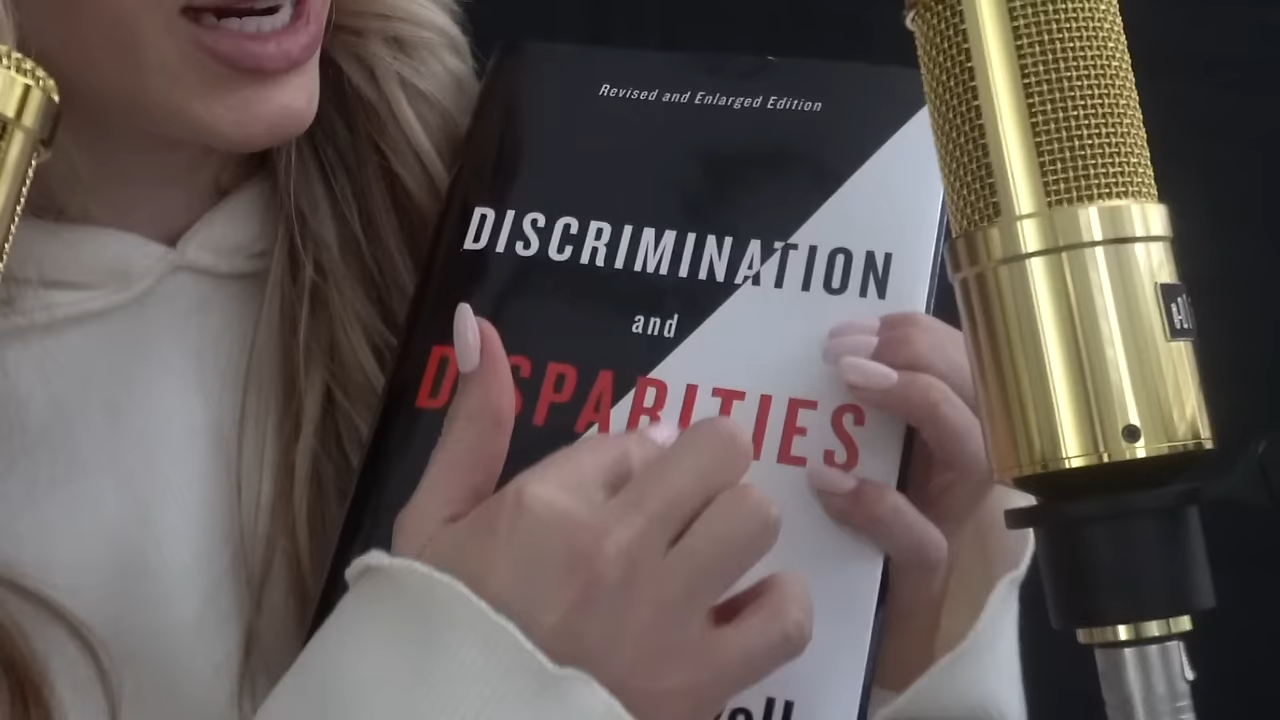 Revised and Enlarged Edition
DISCRIMINATION
and
DISPARITIES